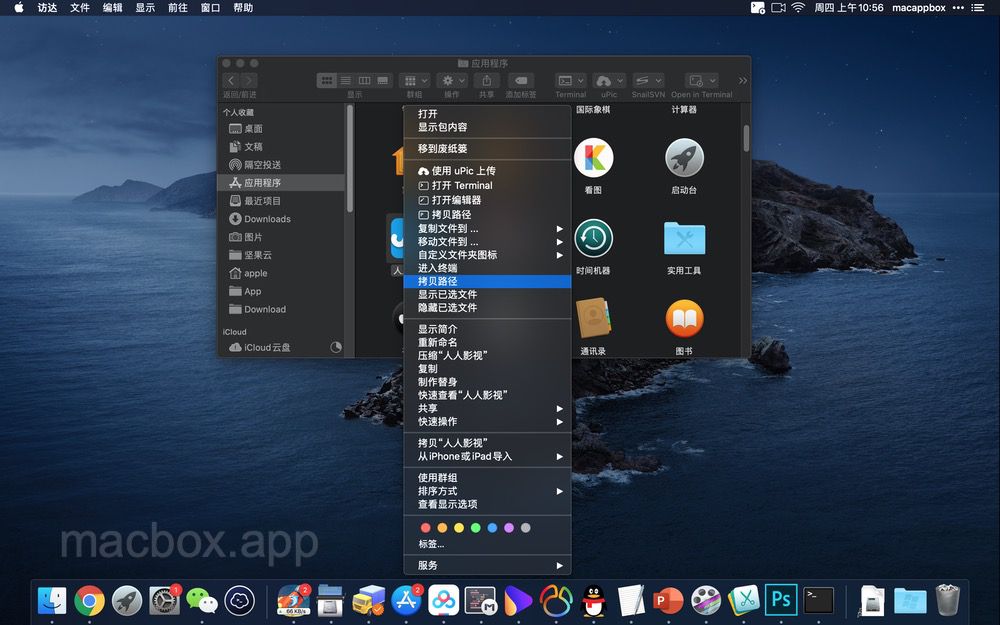 访达 文件 编辑 显示 前往 窗口 帮助
周四上午10:56 macappbox
应用程序
返回/前进 显示 群组 操作 共享 添加标签 Terminal uPic SnailSVN Open in Terminal
个人收藏
桌面
文稿
隔空投送
应用程序
最近项目
Downloads
图片
坚果云
apple
App
Download
iCloud
iCloud云盘
国际象棋
计算器
看图
启动台
时间机器
实用工具
通讯录
图书
人
打开
显示包内容
移到废纸篓
使用 uPic 上传
打开 Terminal
打开编辑器
拷贝路径
复制文件到 ...
移动文件到 ...
自定义文件夹图标
进入终端
拷贝路径
显示已选文件
隐藏已选文件
显示简介
重新命名
压缩“人人影视”
复制
制作替身
快速查看“人人影视”
共享
快速操作
拷贝“人人影视”
从iPhone或iPad导入
使用群组
排序方式
查看显示选项
标签...
服务
macbox.app
1
2
66 KB/s
2
M
P
Ps
>_